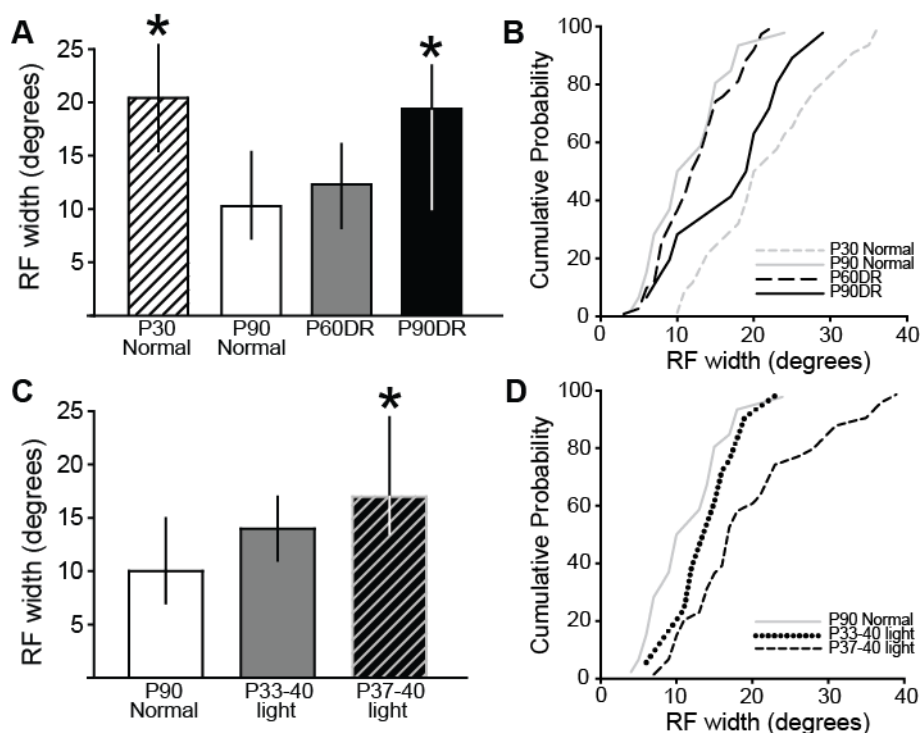 A
*
*
25
20
15
10
5
RF width (degrees)
P30
Normal
P90
Normal
P60DR
P90DR
B
100
80
60
40
20
0
Cumulative Probability
P30 Normal
P90 Normal
P60DR
P90DR
0
10
20
30
40
RF width (degrees)
C
*
25
20
15
10
5
RF width (degrees)
P90
Normal
P33-40
light
P37-40
light
D
100
80
60
40
20
0
Cumulative Probability
P90 Normal
P33-40 light
P37-40 light
0
10
20
30
40
RF width (degrees)